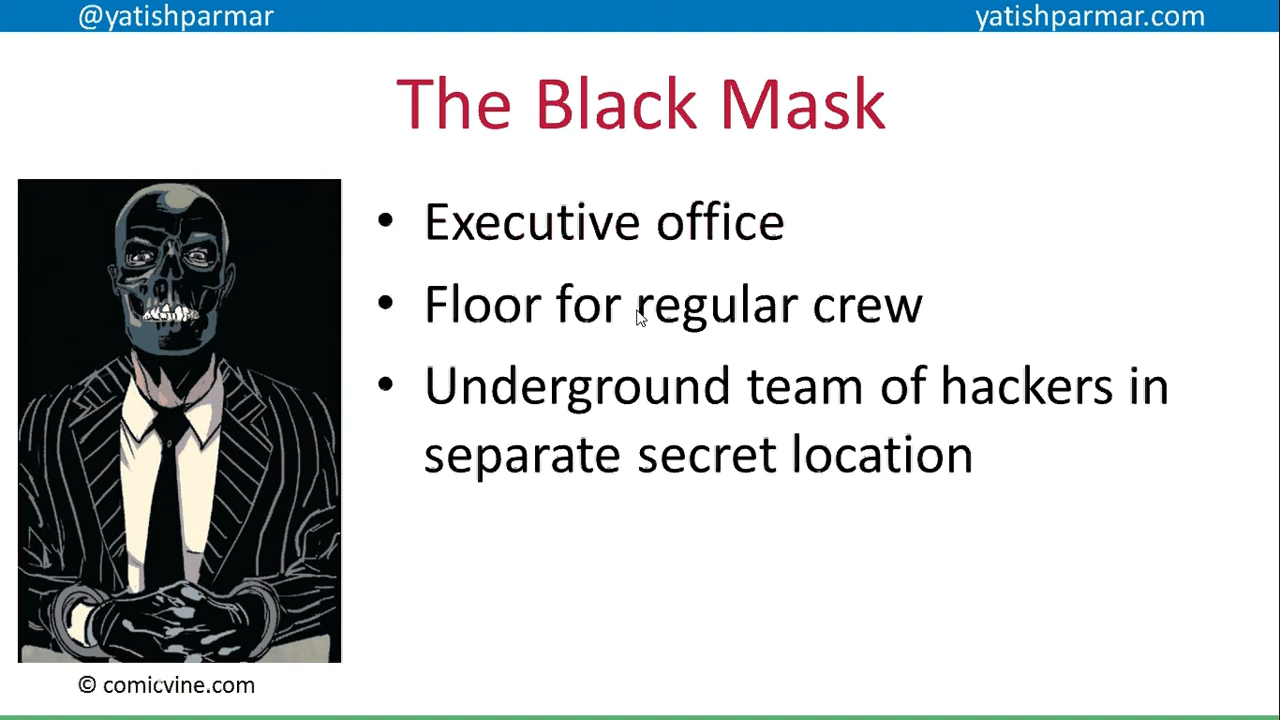 @yatishparmar
yatishparmar.com
The Black Mask
• Executive office
• Floor for regular crew
• Underground team of hackers in
separate secret location
© comicvine.com